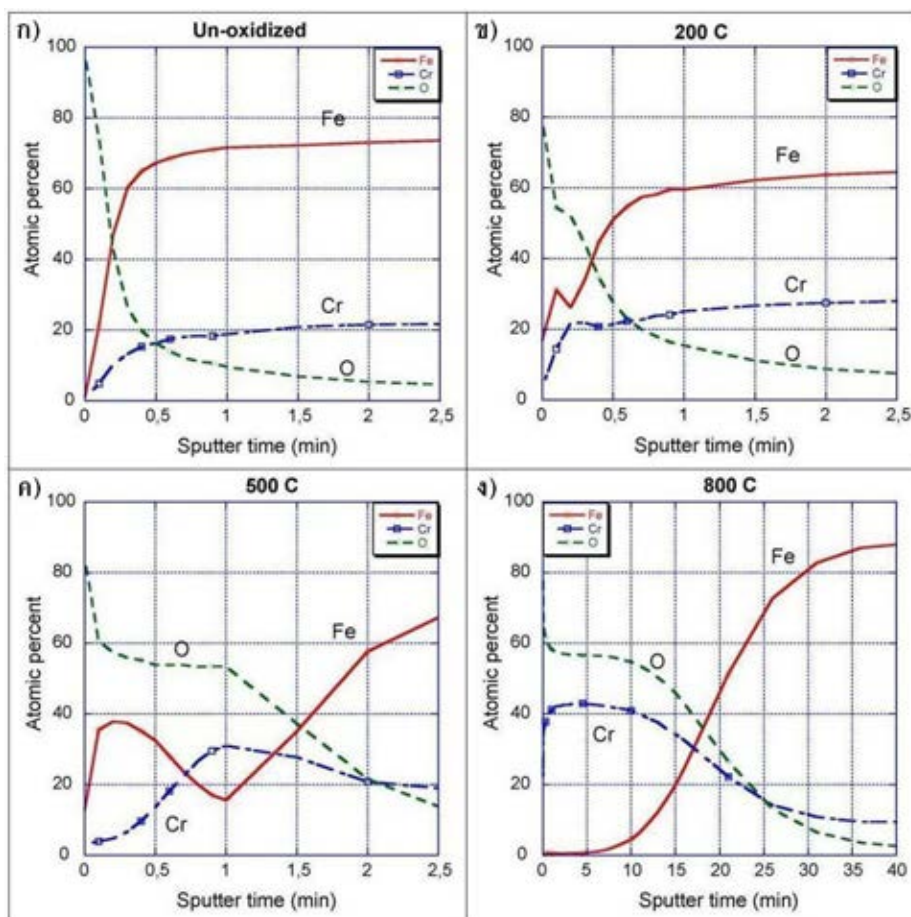 ก) Un-oxidized
100
80
60
40
20
0
Atomic percent
Fe
Cr
O
Fe
Cr
O
0 0,5 1 1,5 2 2,5
Sputter time (min)
ข) 200 C
100
80
60
40
20
0
Atomic percent
Fe
Cr
O
Fe
Cr
O
0 0,5 1 1,5 2 2,5
Sputter time (min)
ค) 500 C
100
80
60
40
20
0
Atomic percent
Fe
Cr
O
Fe
O
Cr
0 0,5 1 1,5 2 2,5
Sputter time (min)
ง) 800 C
100
80
60
40
20
0
Atomic percent
Fe
Cr
O
Fe
O
Cr
0 5 10 15 20 25 30 35 40
Sputter time (min)